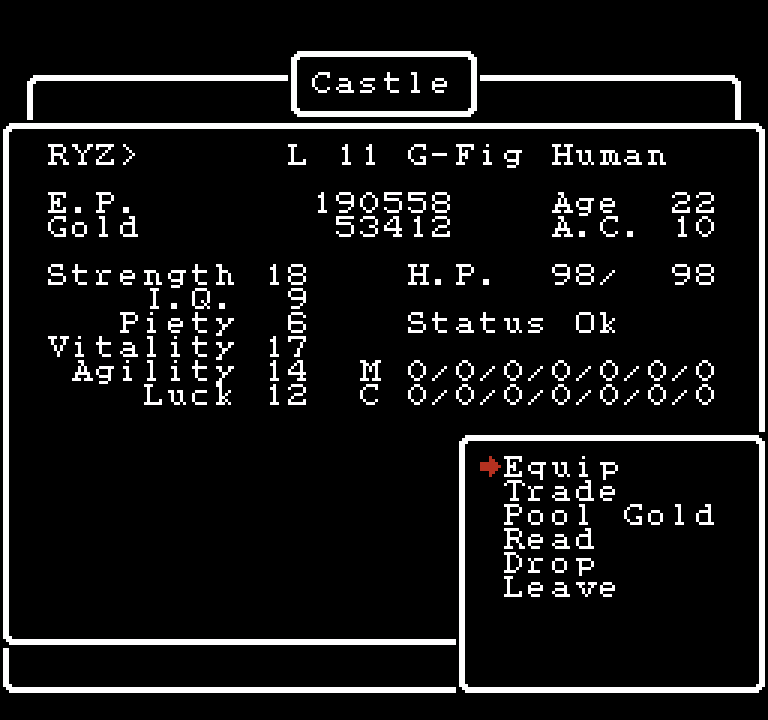 Castle
RYZ> L 11 G-Fig Human
E.P. 190558 Age 22
Gold 53412 A.C. 10
Strength 18 H.P. 98/ 98
I.Q. 9
Piety 6 Status Ok
Vitality 17
Agility 14 M 0/0/0/0/0/0/0
Luck 12 C 0/0/0/0/0/0/0
Equip
Trade
Pool Gold
Read
Drop
Leave